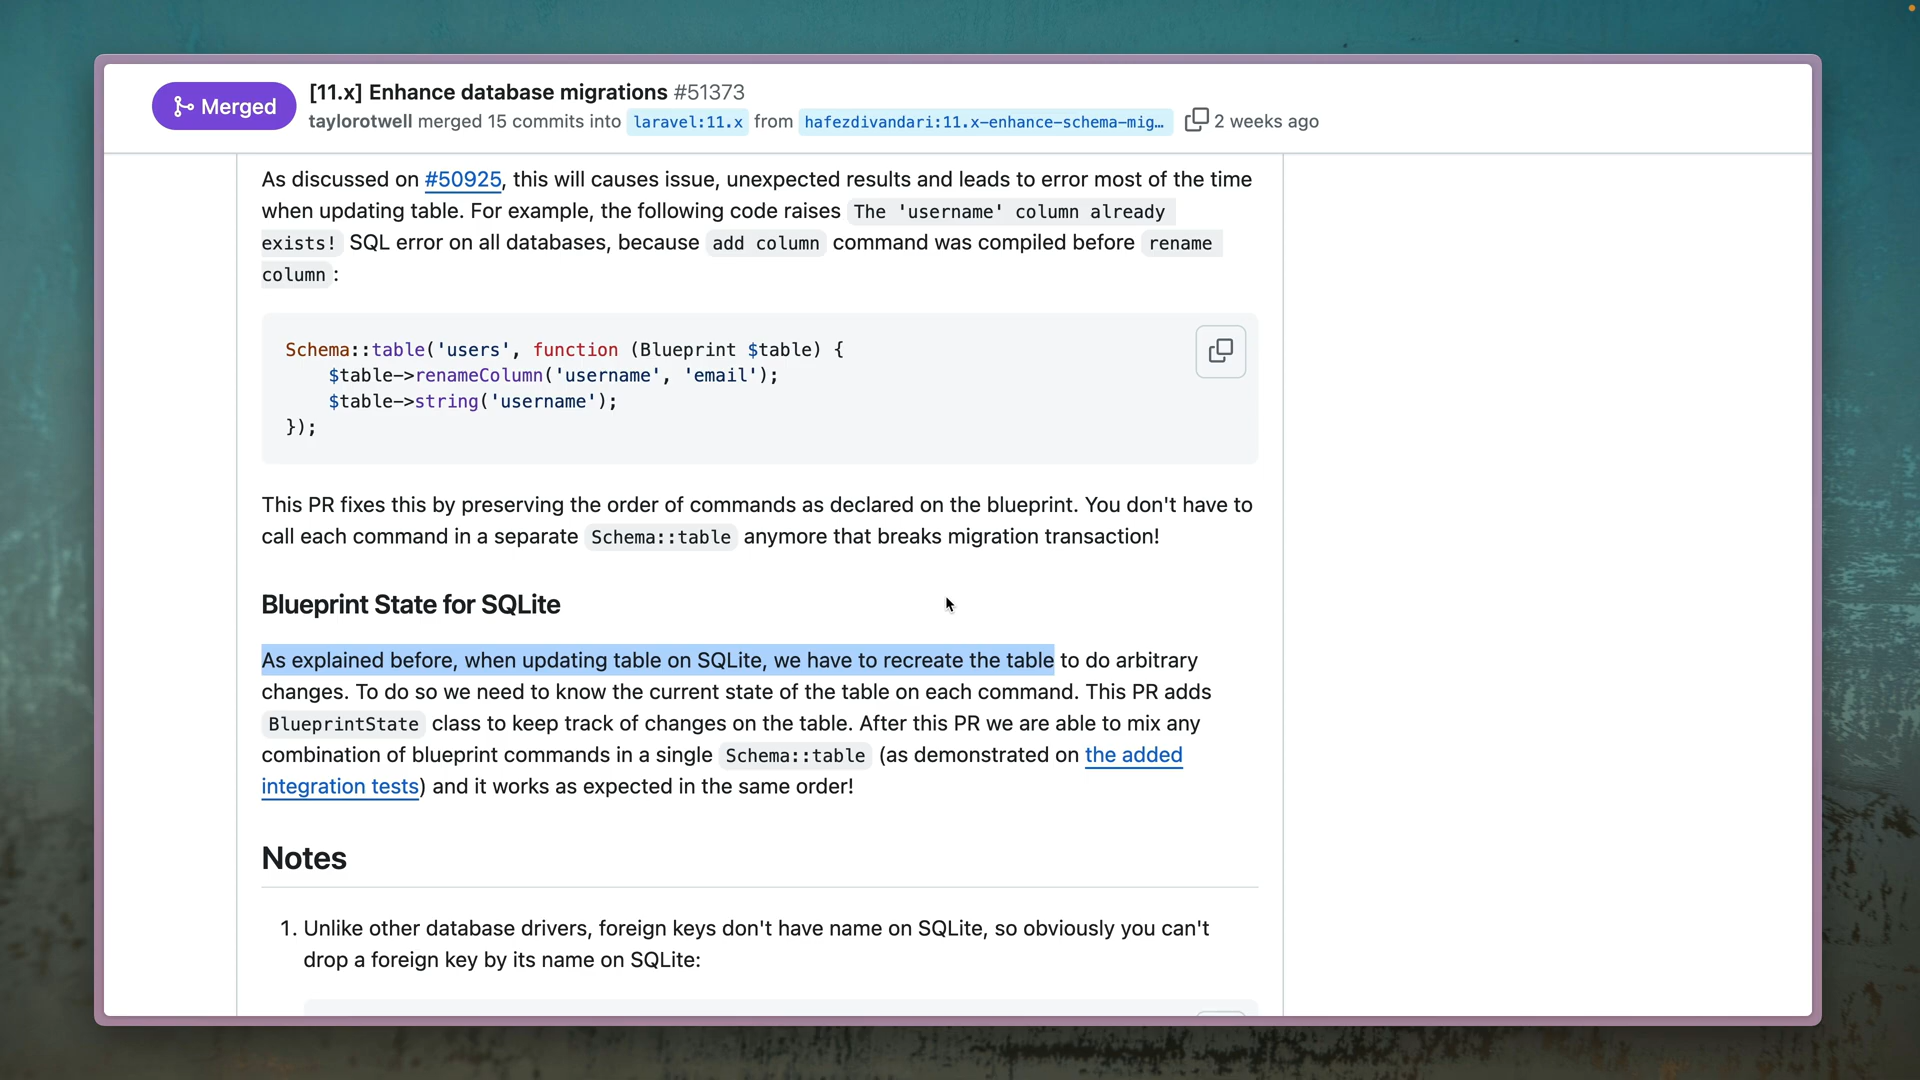 Merged
[11.x] Enhance database migrations #51373
taylorotwell merged 15 commits into laravel:11.x from hafezdivandari:11.x-enhance-schema-mig… 2 weeks ago
As discussed on #50925, this will causes issue, unexpected results and leads to error most of the time
when updating table. For example, the following code raises The 'username' column already
exists! SQL error on all databases, because add column command was compiled before rename
column:
Schema::table('users', function (Blueprint $table) {
    $table->renameColumn('username', 'email');
    $table->string('username');
});
This PR fixes this by preserving the order of commands as declared on the blueprint. You don't have to
call each command in a separate Schema::table anymore that breaks migration transaction!
Blueprint State for SQLite
As explained before, when updating table on SQLite, we have to recreate the table to do arbitrary
changes. To do so we need to know the current state of the table on each command. This PR adds
BlueprintState class to keep track of changes on the table. After this PR we are able to mix any
combination of blueprint commands in a single Schema::table (as demonstrated on the added
integration tests) and it works as expected in the same order!
Notes
1. Unlike other database drivers, foreign keys don't have name on SQLite, so obviously you can't
drop a foreign key by its name on SQLite: